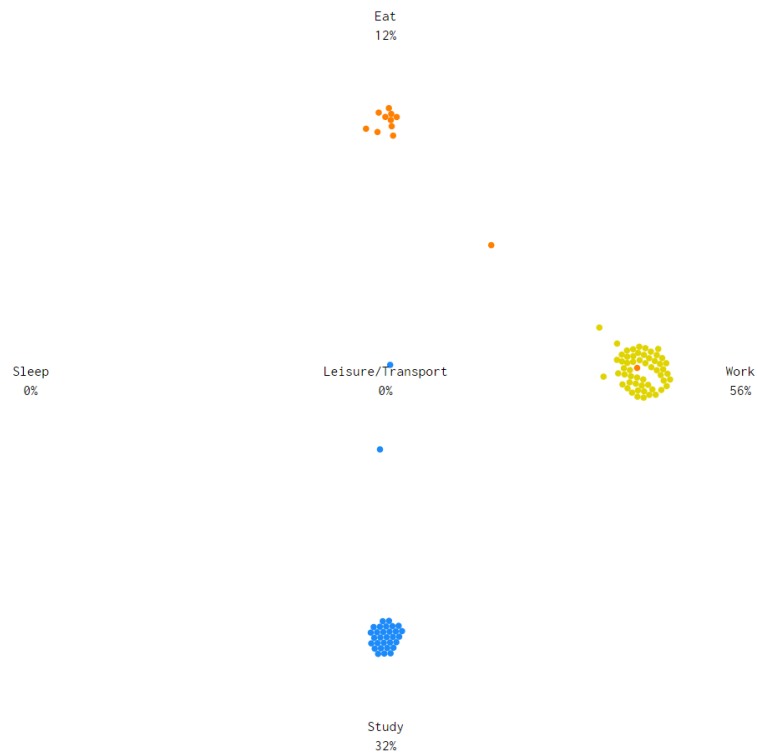 Eat
12%
Sleep
0%
Leisure/Transport
0%
Work
56%
Study
32%